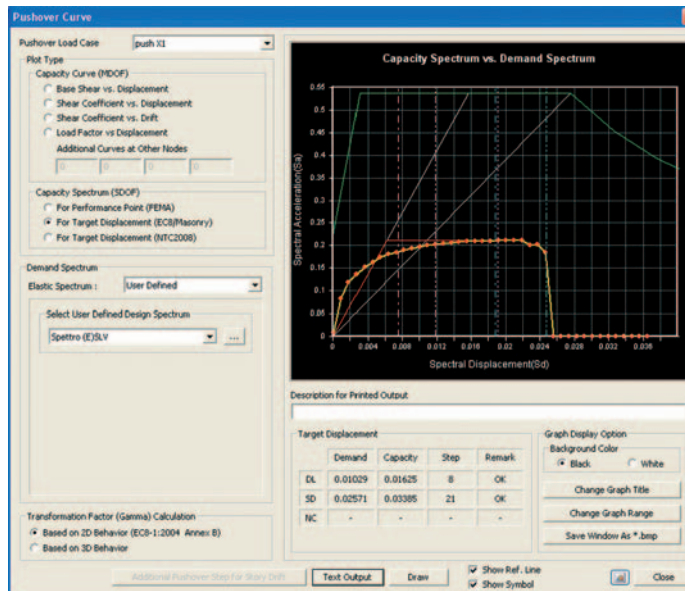 Pushover Curve
Pushover Load Case push X1
Plot Type
Capacity Curve (MDOF)
Base Shear vs. Displacement
Shear Coefficient vs. Displacement
Shear Coefficient vs. Drift
Load Factor vs Displacement
Additional Curves at Other Nodes
0 0 0 0
Capacity Spectrum (SDOF)
For Performance Point (FEMA)
For Target Displacement (EC8/Masonry)
For Target Displacement (NTC2008)
Demand Spectrum
Elastic Spectrum : User Defined
Select User Defined Design Spectrum
Spettro (E)SLV ...
Transformation Factor (Gamma) Calculation
Based on 2D Behavior (EC8-1:2004 Annex B)
Based on 3D Behavior
Capacity Spectrum vs. Demand Spectrum
Spectral Acceleration(Sa)
0.55
0.5
0.45
0.4
0.35
0.3
0.25
0.2
0.15
0.1
0.05
0
0 0.004 0.008 0.012 0.016 0.02 0.024 0.028 0.032 0.036
Spectral Displacement(Sd)
Description for Printed Output
Target Displacement
Demand Capacity Step Remark
DL 0.01029 0.01625 8 OK
SD 0.02571 0.03385 21 OK
NC - - - -
Graph Display Option
Background Color
Black White
Change Graph Title
Change Graph Range
Save Window As *.bmp
Additional Pushover Step for Story Drift
Text Output
Draw
Show Ref. Line
Show Symbol
Close